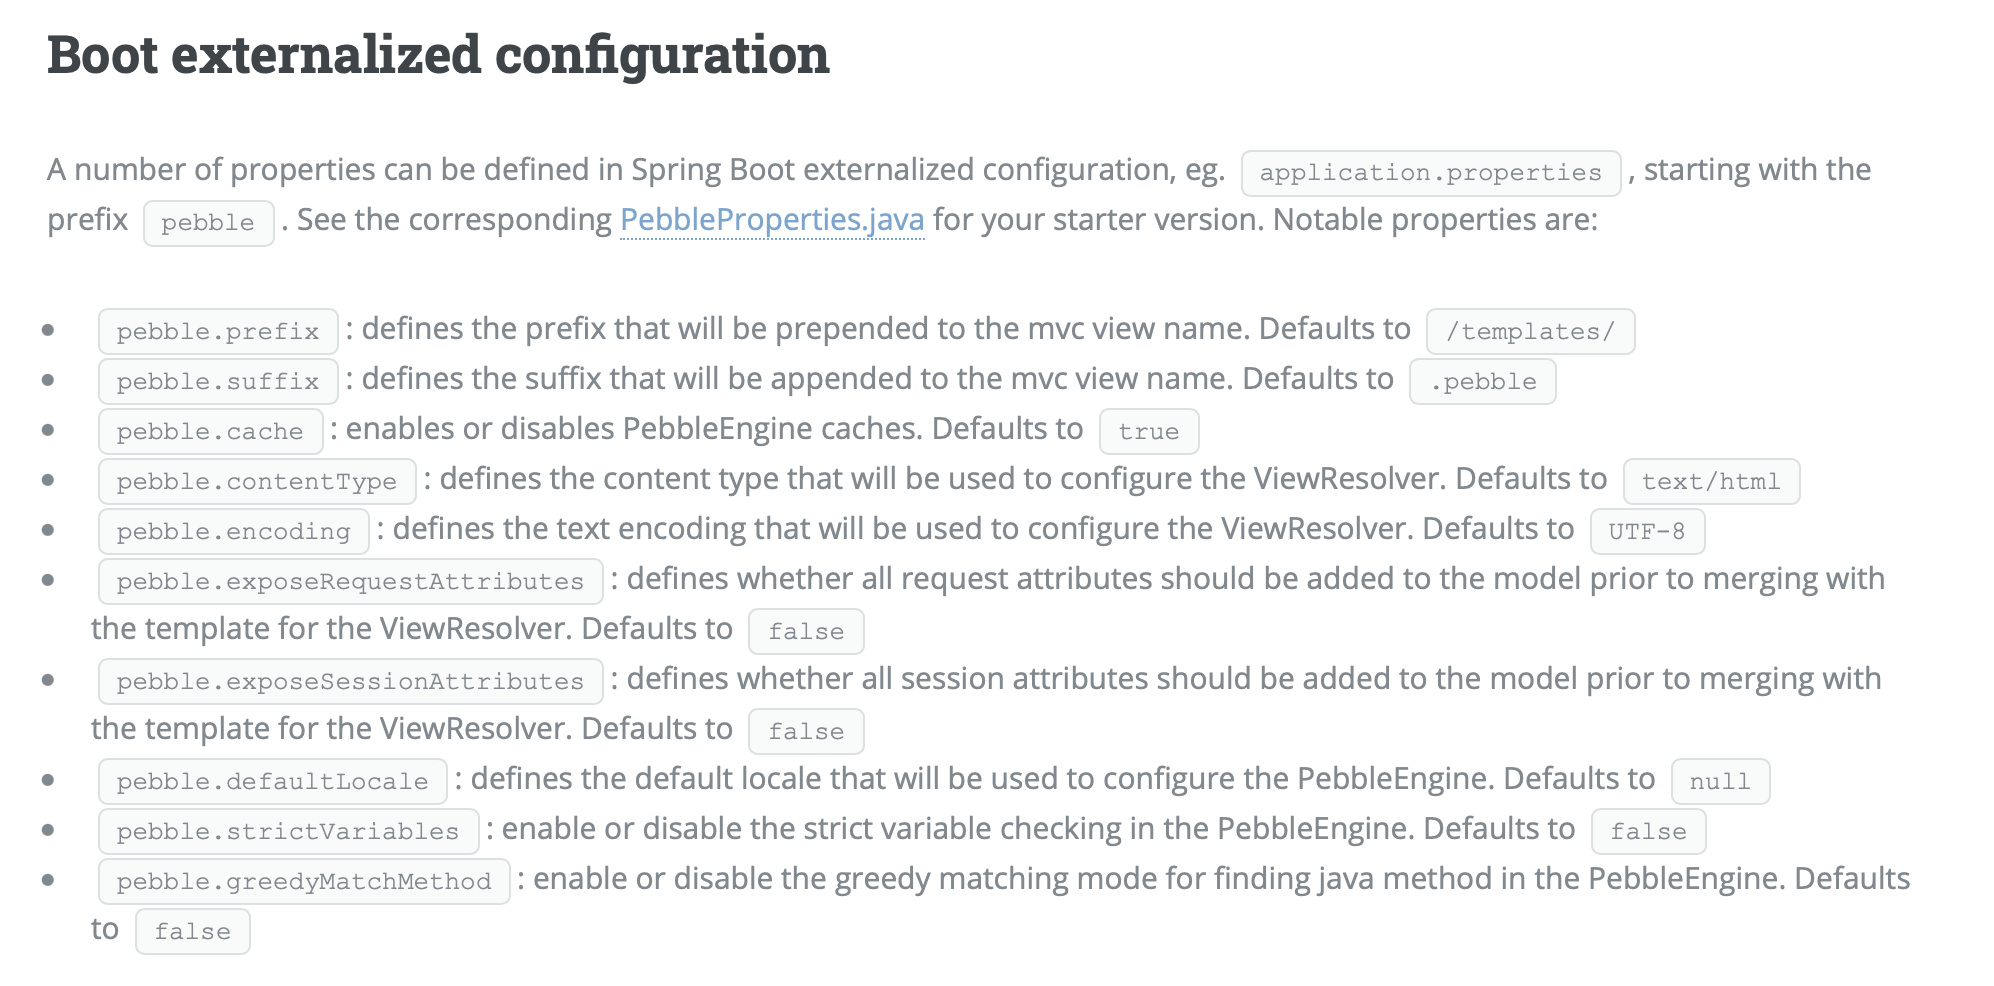 Boot externalized configuration
A number of properties can be defined in Spring Boot externalized configuration, eg. application.properties , starting with the
prefix pebble . See the corresponding PebbleProperties.java for your starter version. Notable properties are:
• pebble.prefix : defines the prefix that will be prepended to the mvc view name. Defaults to /templates/
• pebble.suffix : defines the suffix that will be appended to the mvc view name. Defaults to .pebble
• pebble.cache : enables or disables PebbleEngine caches. Defaults to true
• pebble.contentType : defines the content type that will be used to configure the ViewResolver. Defaults to text/html
• pebble.encoding : defines the text encoding that will be used to configure the ViewResolver. Defaults to UTF-8
• pebble.exposeRequestAttributes : defines whether all request attributes should be added to the model prior to merging with
the template for the ViewResolver. Defaults to false
• pebble.exposeSessionAttributes : defines whether all session attributes should be added to the model prior to merging with
the template for the ViewResolver. Defaults to false
• pebble.defaultLocale : defines the default locale that will be used to configure the PebbleEngine. Defaults to null
• pebble.strictVariables : enable or disable the strict variable checking in the PebbleEngine. Defaults to false
• pebble.greedyMatchMethod : enable or disable the greedy matching mode for finding java method in the PebbleEngine. Defaults
to false